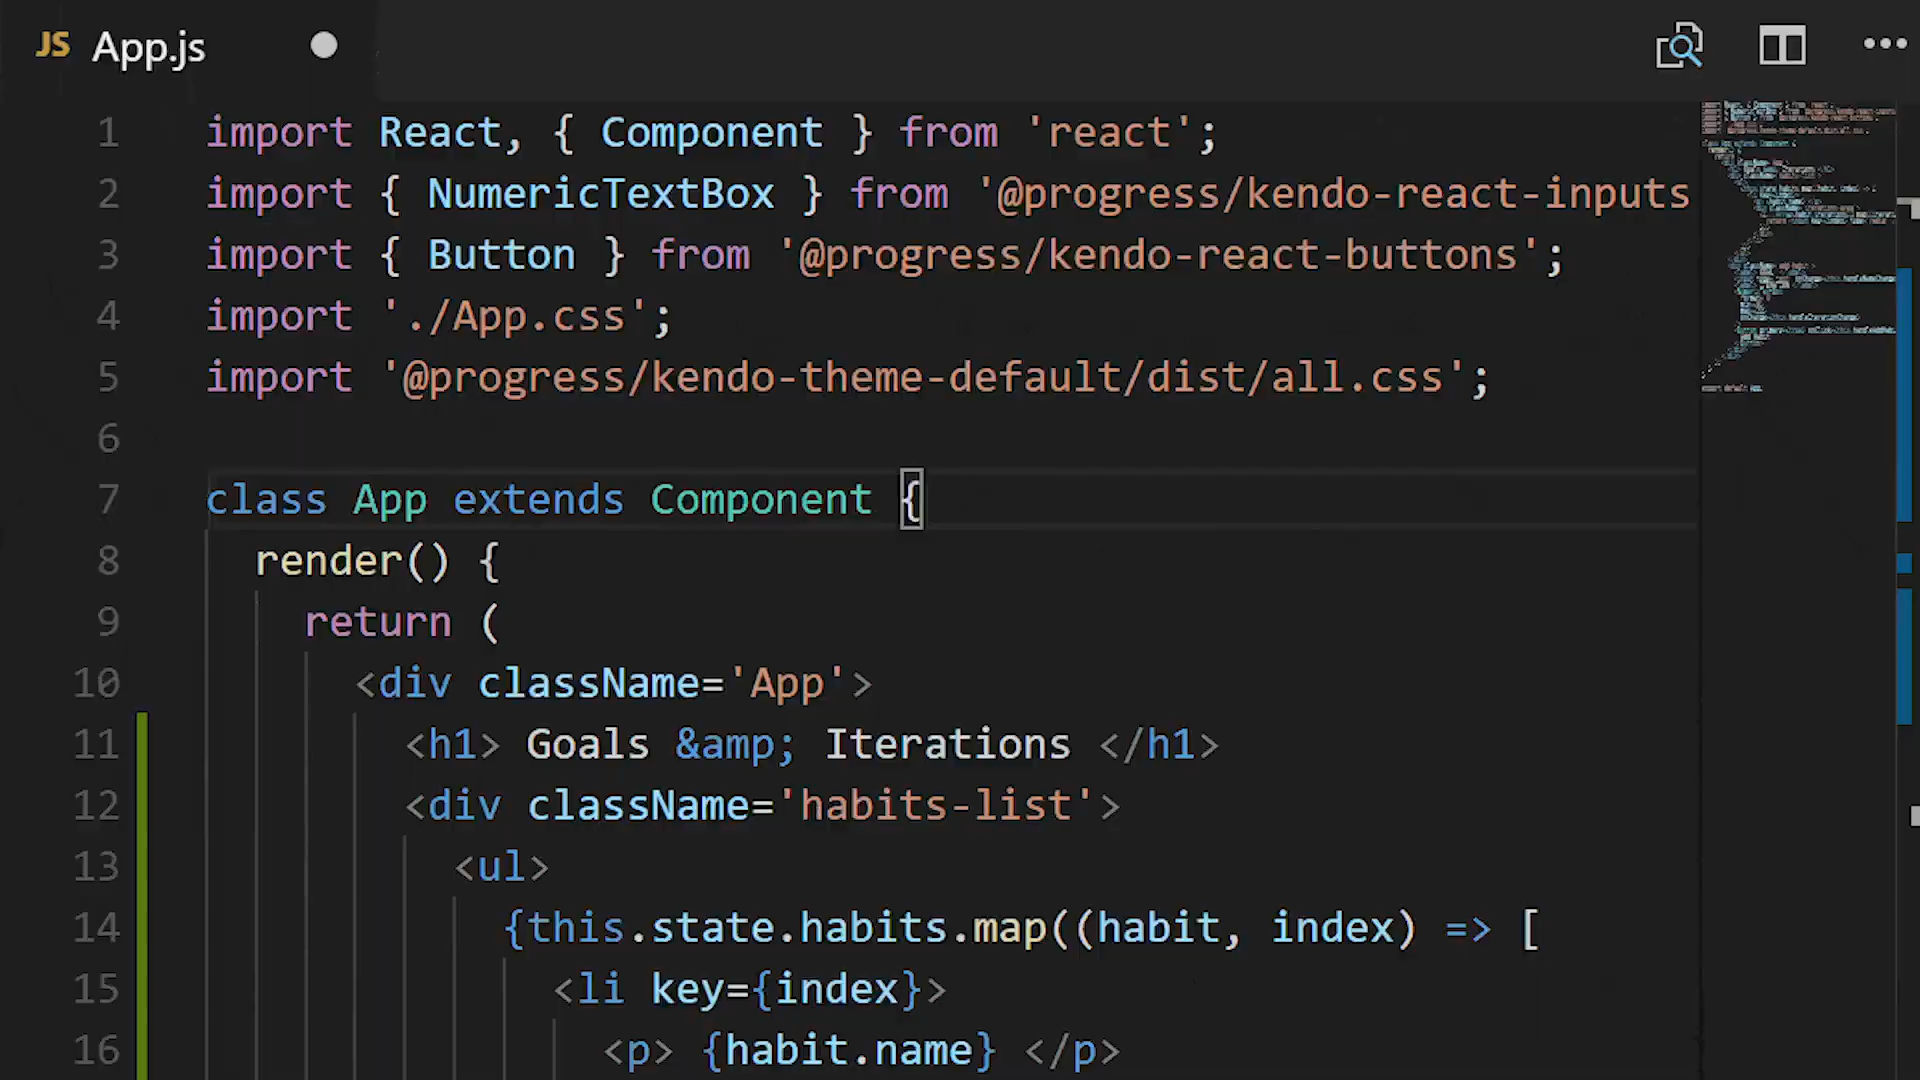 JS App.js
1 import React, { Component } from 'react';
2 import { NumericTextBox } from '@progress/kendo-react-inputs
3 import { Button } from '@progress/kendo-react-buttons';
4 import './App.css';
5 import '@progress/kendo-theme-default/dist/all.css';
6
7 class App extends Component {
8 render() {
9 return (
10 <div className='App'>
11 <h1> Goals &amp; Iterations </h1>
12 <div className='habits-list'>
13 <ul>
14 {this.state.habits.map((habit, index) => [
15 <li key={index}>
16 <p> {habit.name} </p>